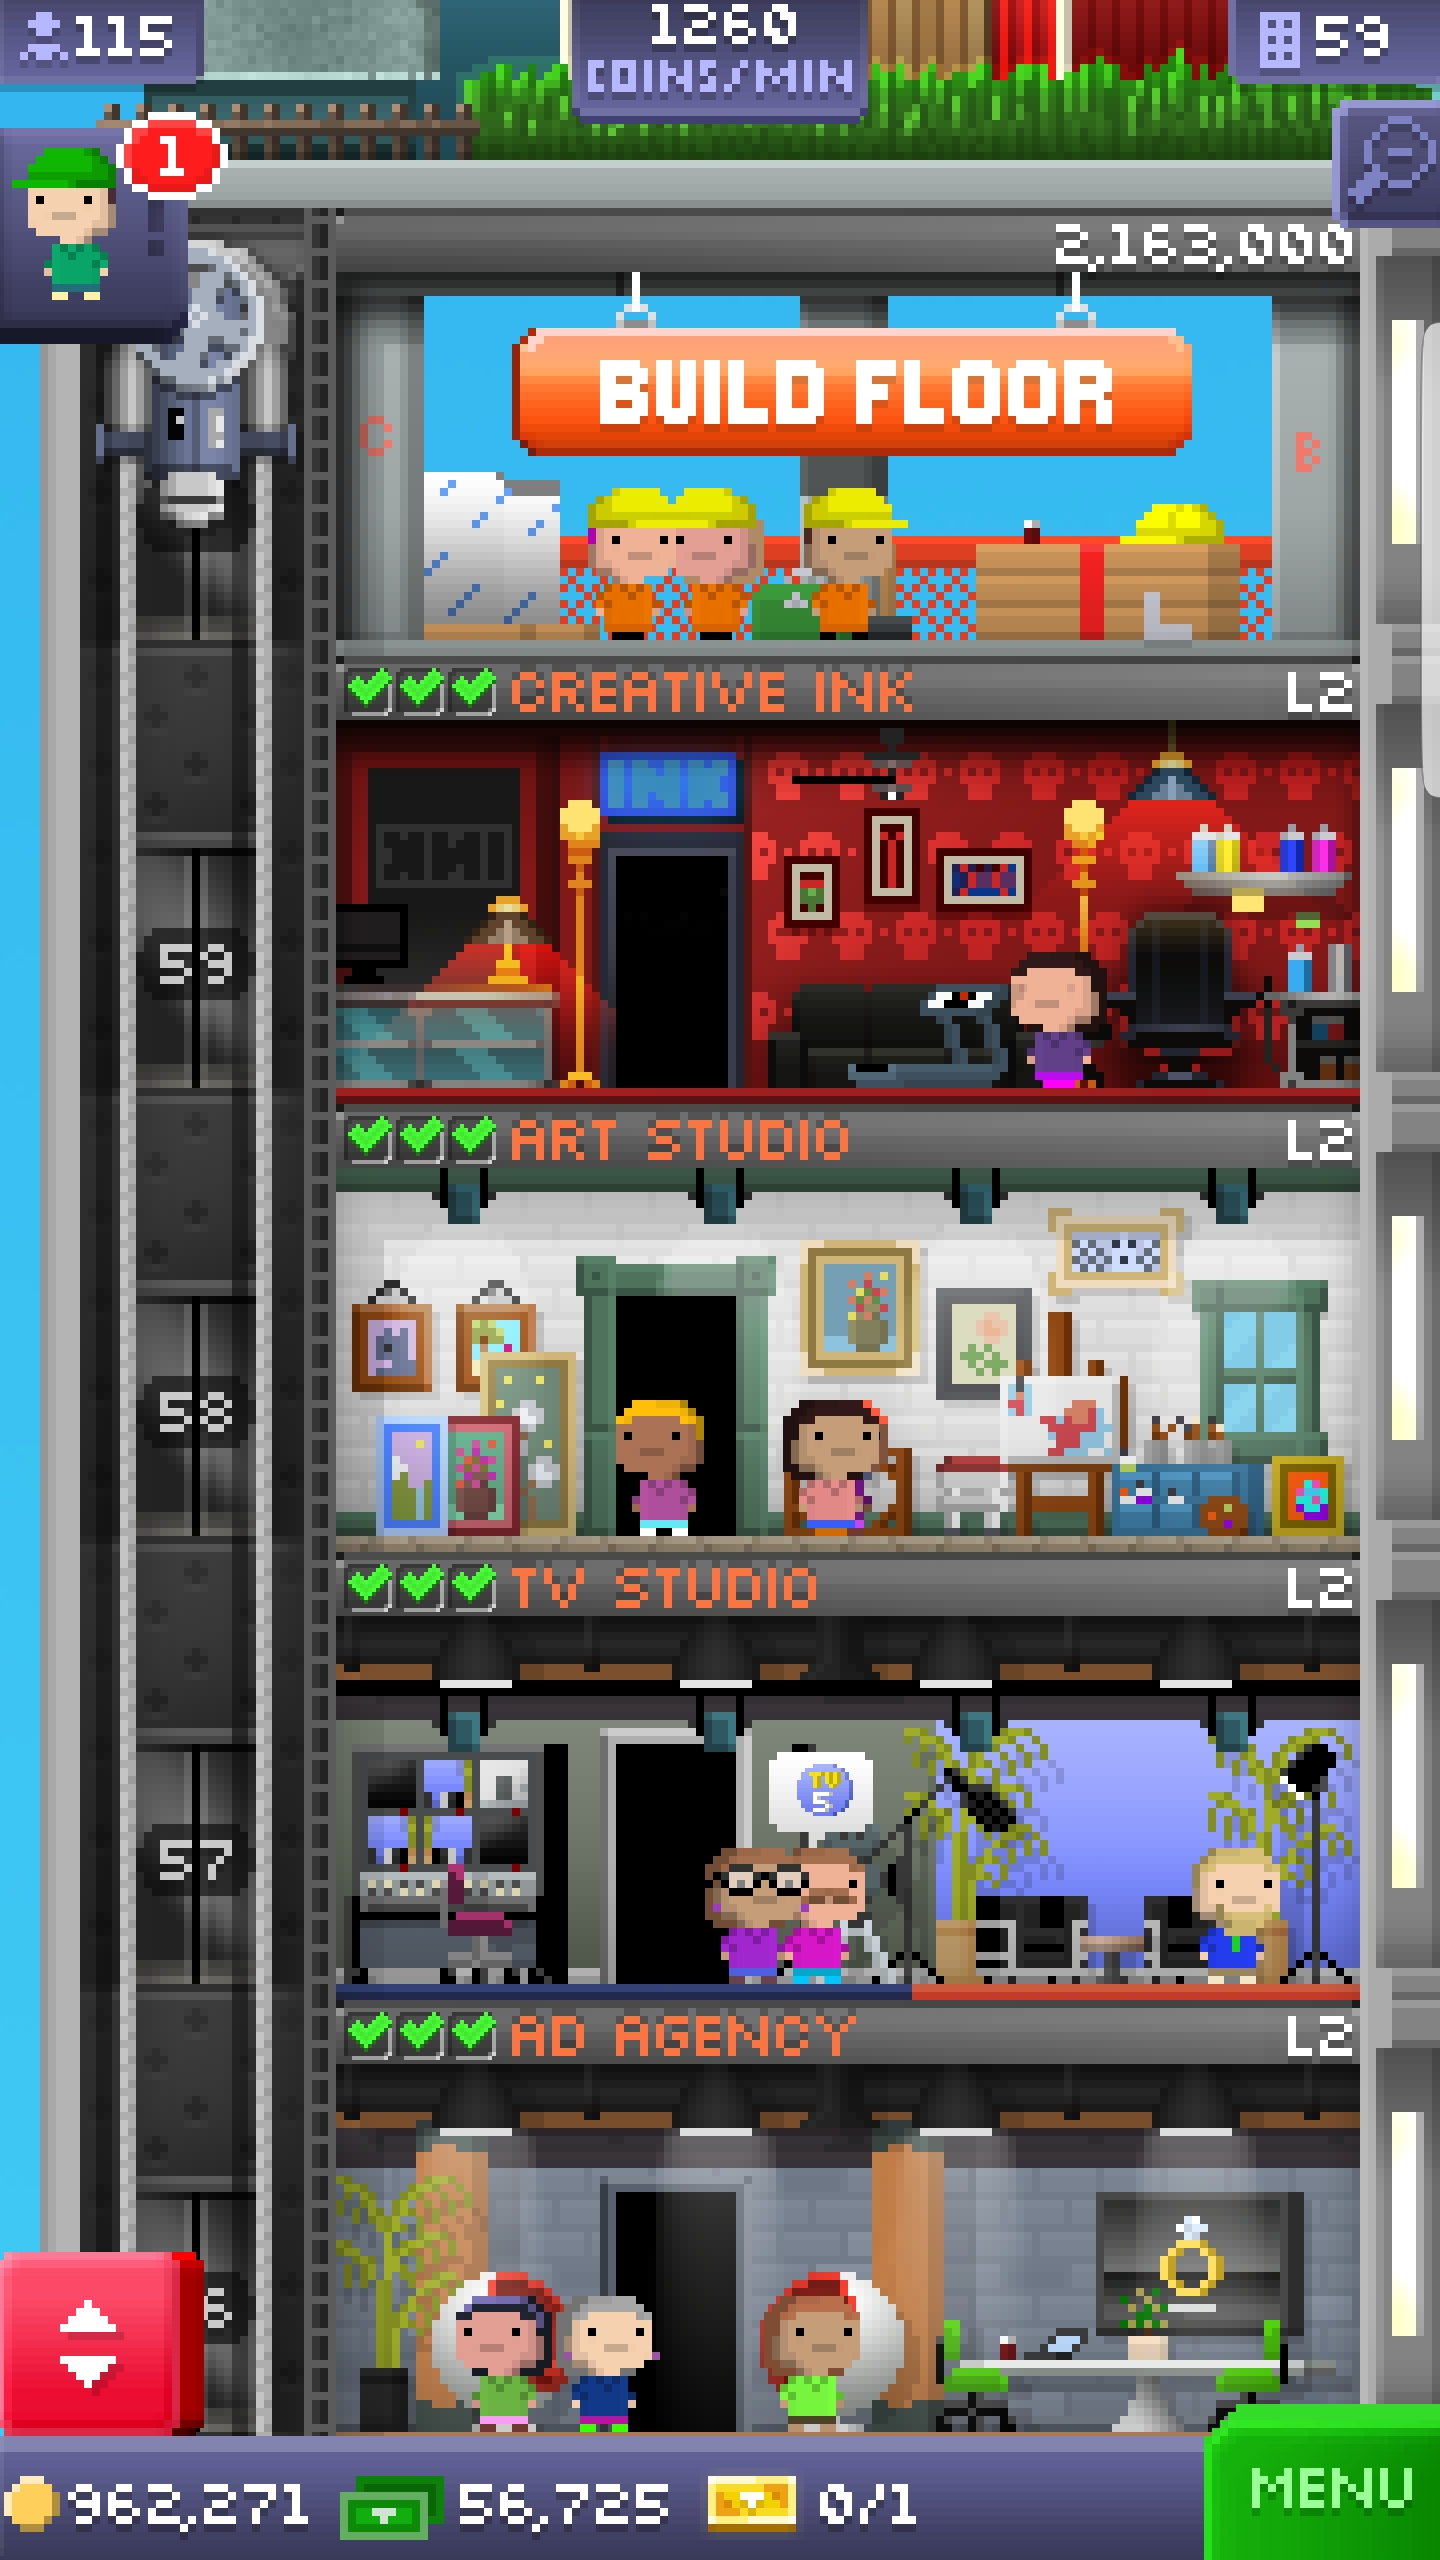 115
1260
COINS/MIN
59
1
2,163,000
BUILD FLOOR
C
B
CREATIVE INK
L2
INK
59
ART STUDIO
L2
58
TV STUDIO
L2
TV
5
57
AD AGENCY
L2
6
962,271
56,725
0/1
MENU